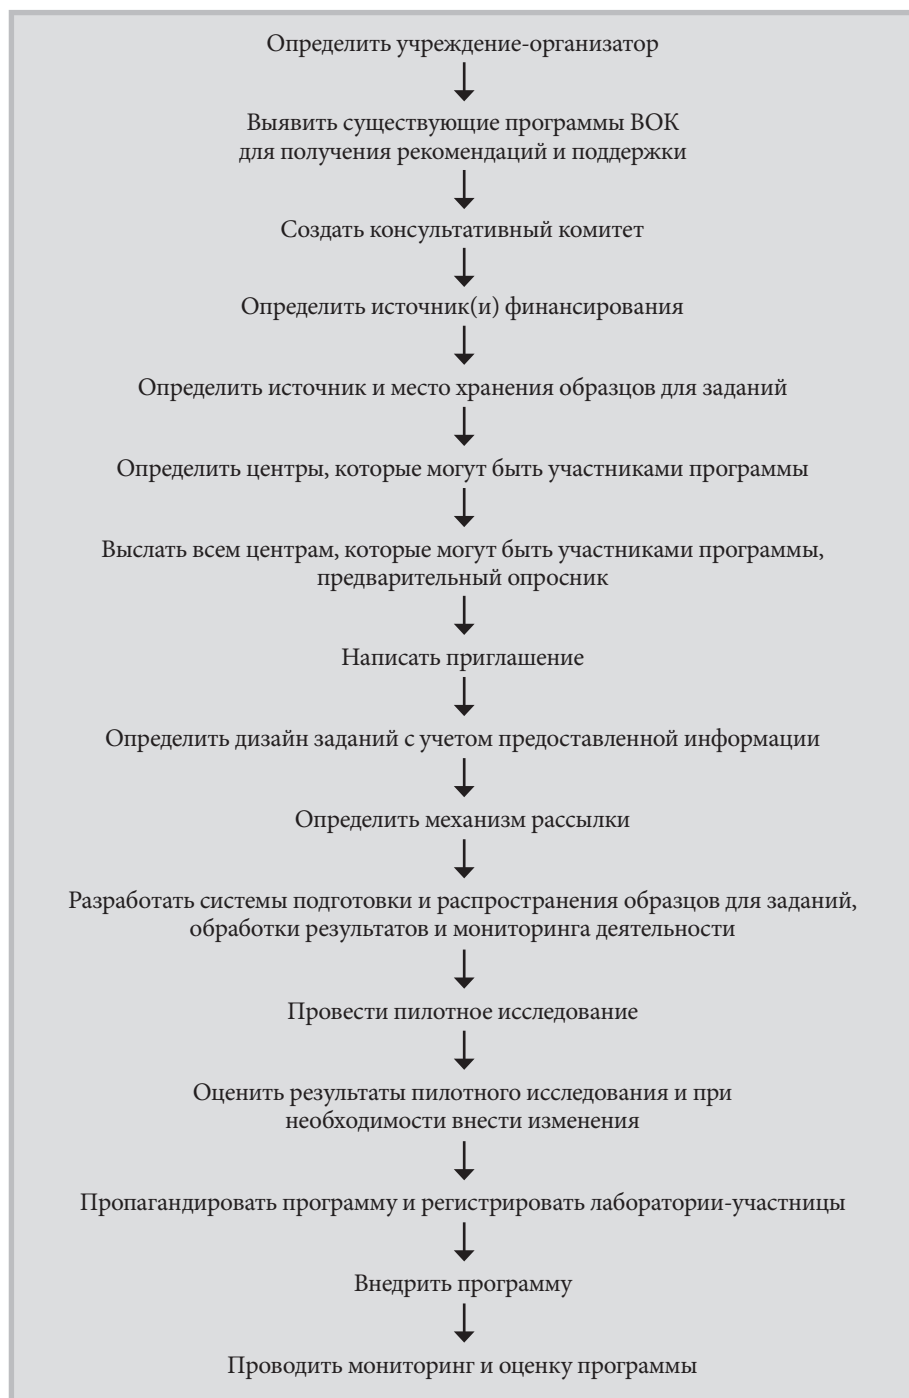 Определить учреждение-организатор
Выявить существующие программы ВОК
для получения рекомендаций и поддержки
Создать консультативный комитет
Определить источник(и) финансирования
Определить источник и место хранения образцов для заданий
Определить центры, которые могут быть участниками программы
Выслать всем центрам, которые могут быть участниками программы,
предварительный опросник
Написать приглашение
Определить дизайн заданий с учетом предоставленной информации
Определить механизм рассылки
Разработать системы подготовки и распространения образцов для заданий,
обработки результатов и мониторинга деятельности
Провести пилотное исследование
Оценить результаты пилотного исследования и при
необходимости внести изменения
Пропагандировать программу и регистрировать лаборатории-участницы
Внедрить программу
Проводить мониторинг и оценку программы